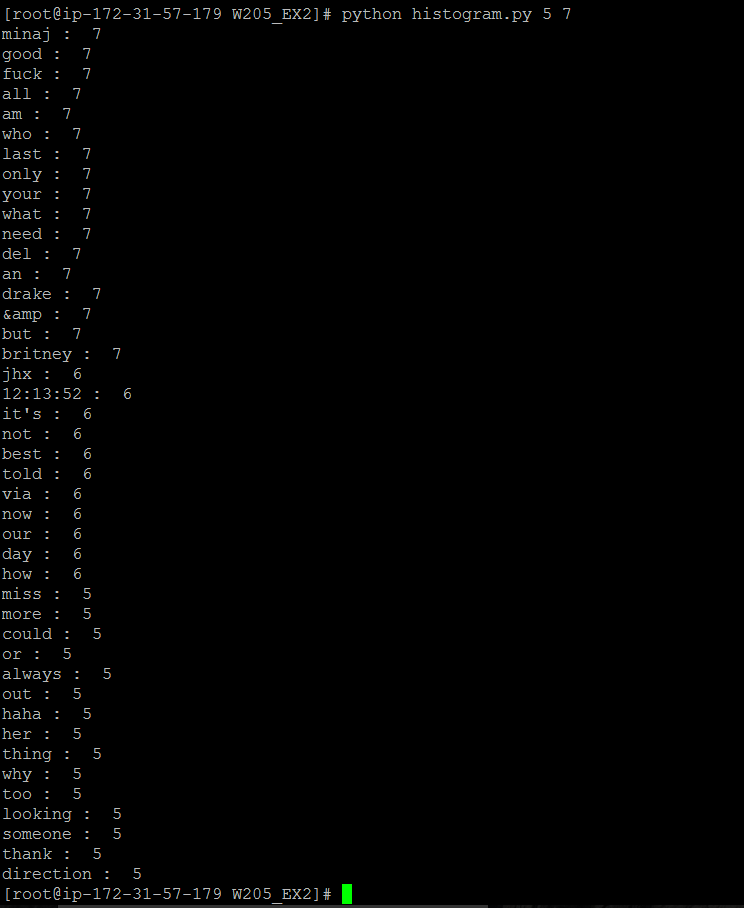 [root@ip-172-31-57-179 W205_EX2]# python histogram.py 5 7
minaj :  7
good :  7
fuck :  7
all :  7
am :  7
who :  7
last :  7
only :  7
your :  7
what :  7
need :  7
del :  7
an :  7
drake :  7
&amp :  7
but :  7
britney :  7
jhx :  6
12:13:52 :  6
it's :  6
not :  6
best :  6
told :  6
via :  6
now :  6
our :  6
day :  6
how :  6
miss :  5
more :  5
could :  5
or :  5
always :  5
out :  5
haha :  5
her :  5
thing :  5
why :  5
too :  5
looking :  5
someone :  5
thank :  5
direction :  5
[root@ip-172-31-57-179 W205_EX2]#